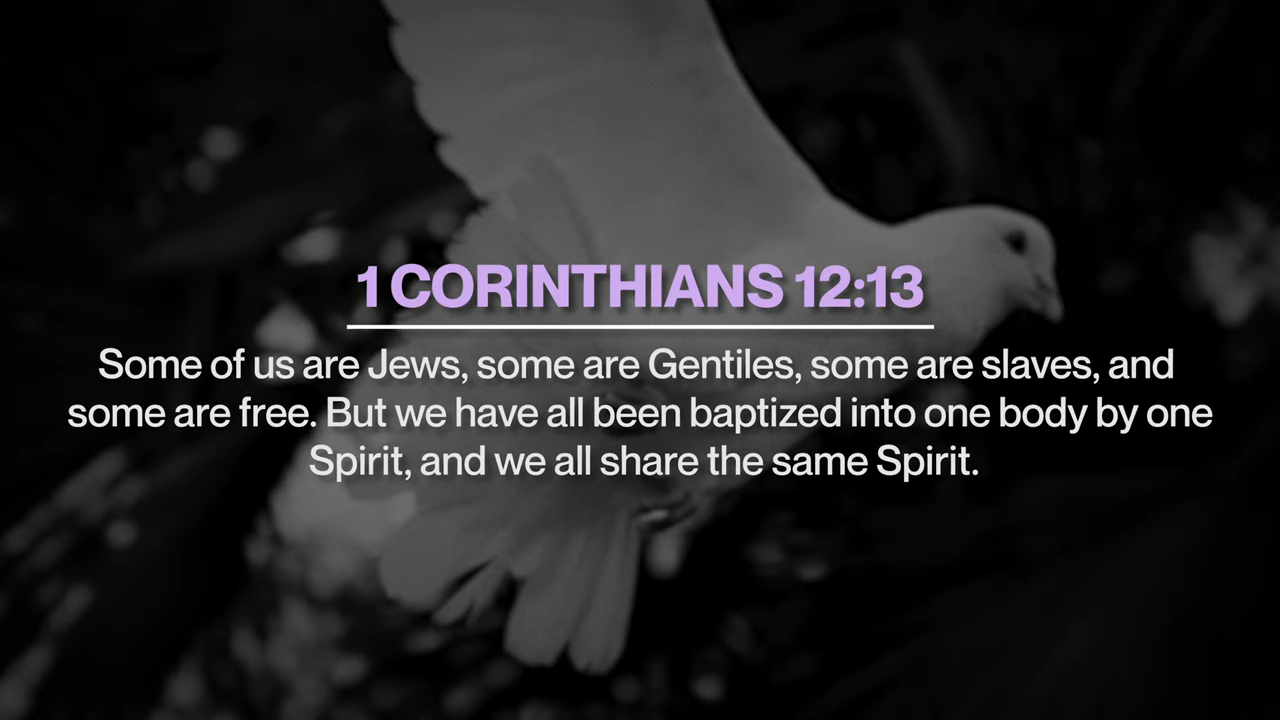 1 CORINTHIANS 12:13
Some of us are Jews, some are Gentiles, some are slaves, and
some are free. But we have all been baptized into one body by one
Spirit, and we all share the same Spirit.